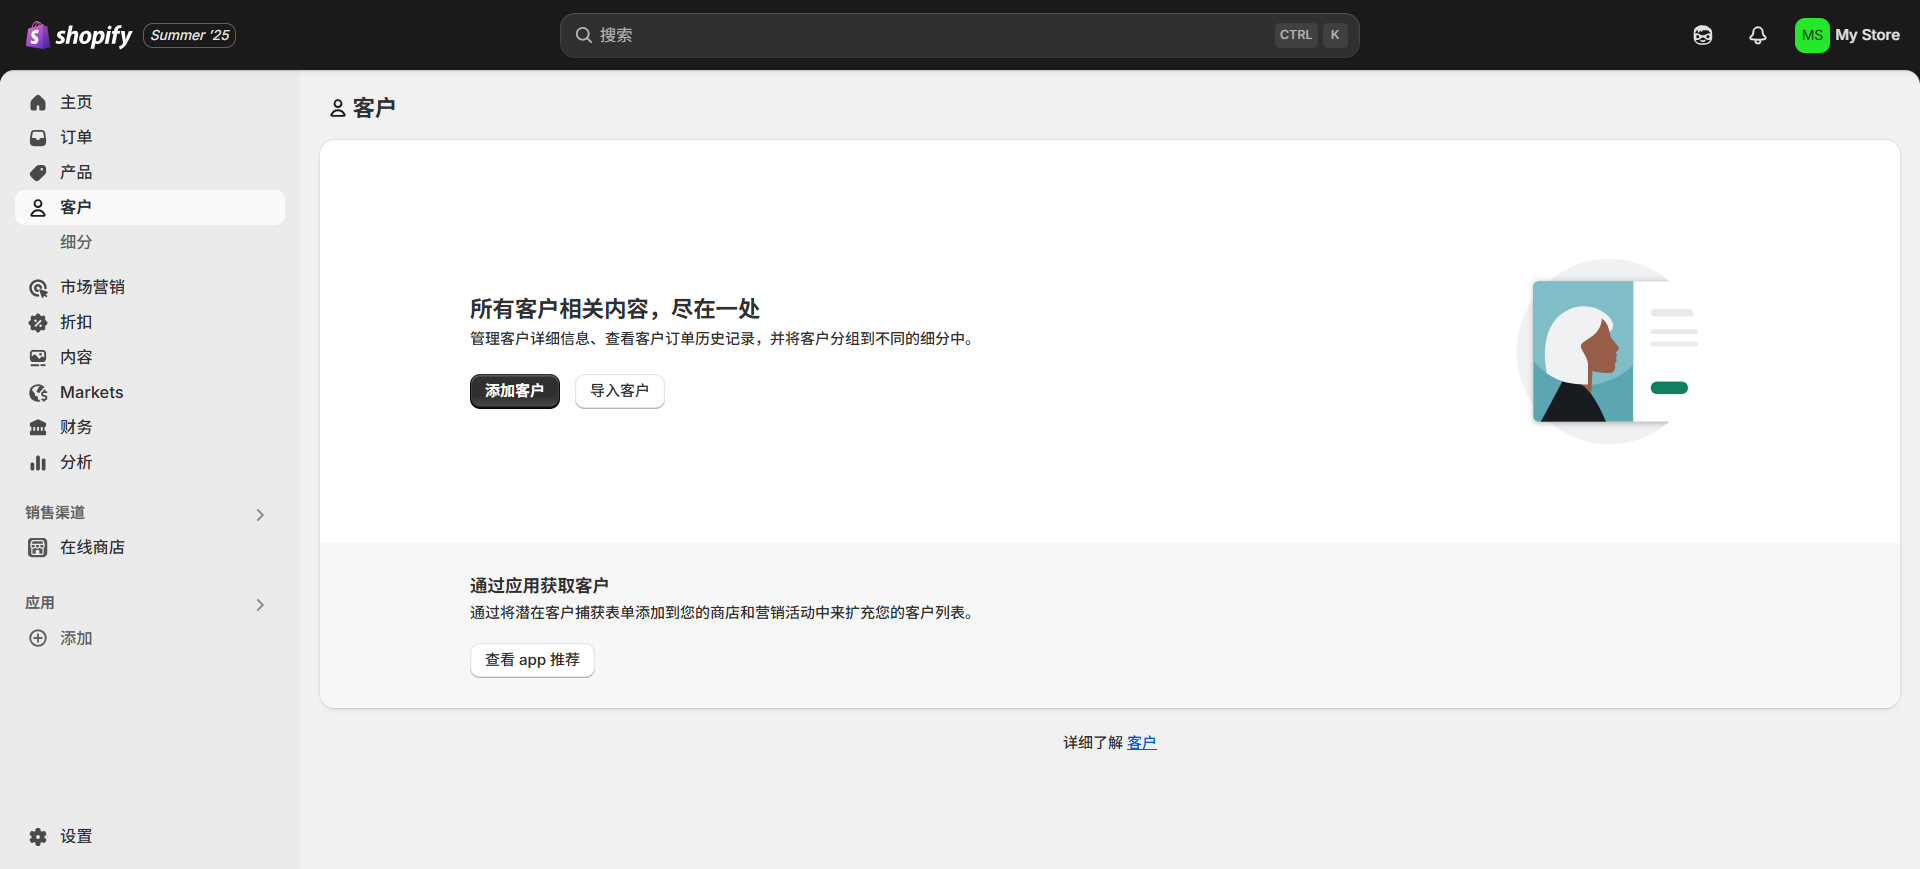 shopify Summer '25
搜索
CTRL K
MS My Store
主页
订单
产品
客户
细分
市场营销
折扣
内容
Markets
财务
分析
销售渠道
在线商店
应用
添加
设置
客户
所有客户相关内容，尽在一处
管理客户详细信息、查看客户订单历史记录，并将客户分组到不同的细分中。
添加客户 导入客户
通过应用获取客户
通过将潜在客户捕获表单添加到您的商店和营销活动中来扩充您的客户列表。
查看 app 推荐
详细了解 客户